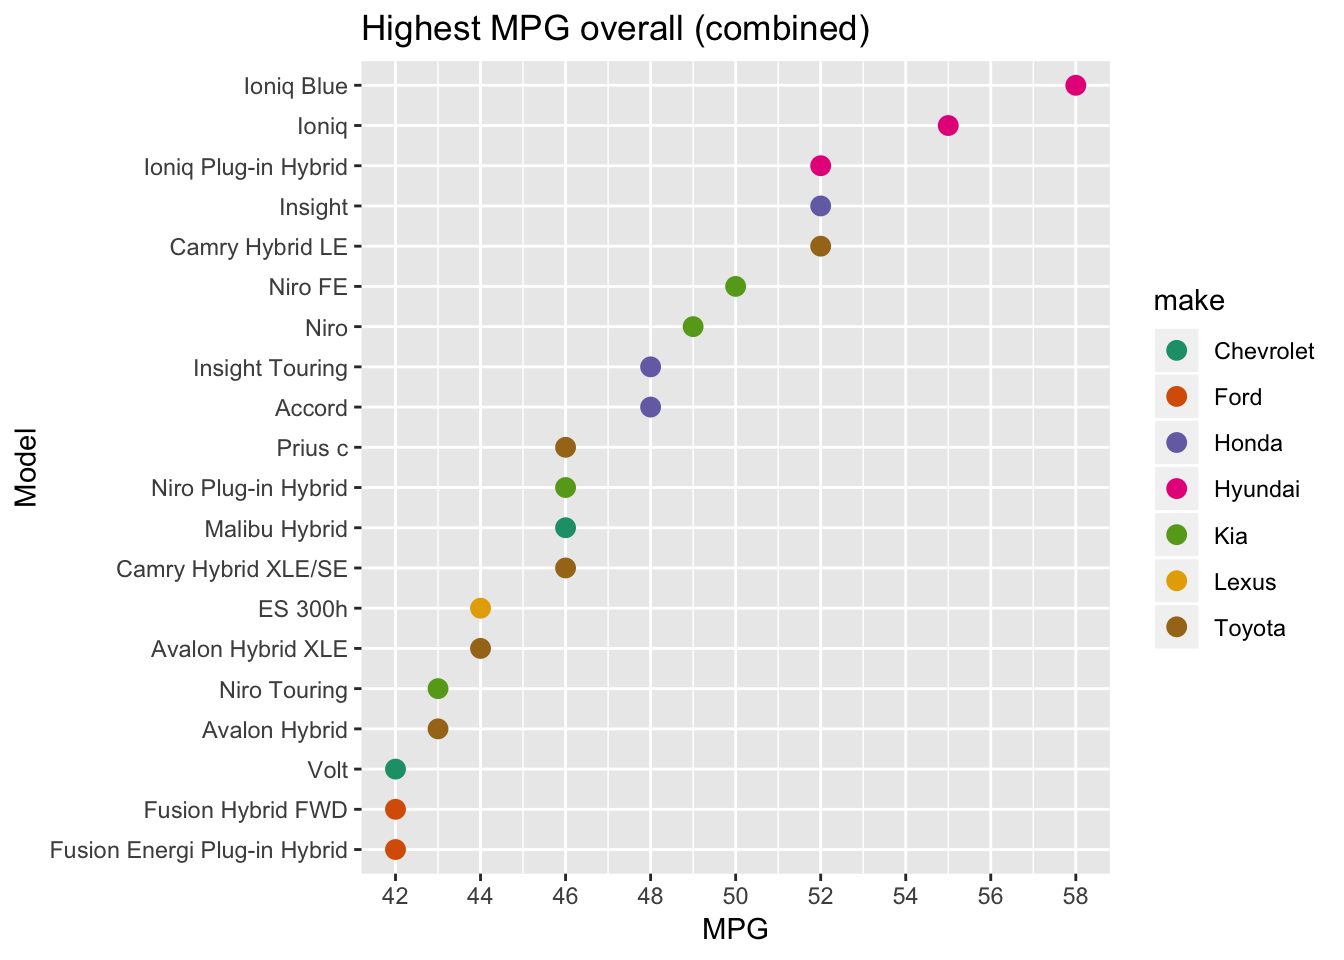 Highest MPG overall (combined)
Model
Ioniq Blue
Ioniq
Ioniq Plug-in Hybrid
Insight
Camry Hybrid LE
Niro FE
Niro
Insight Touring
Accord
Prius c
Niro Plug-in Hybrid
Malibu Hybrid
Camry Hybrid XLE/SE
ES 300h
Avalon Hybrid XLE
Niro Touring
Avalon Hybrid
Volt
Fusion Hybrid FWD
Fusion Energi Plug-in Hybrid
42 44 46 48 50 52 54 56 58
MPG
make
Chevrolet
Ford
Honda
Hyundai
Kia
Lexus
Toyota